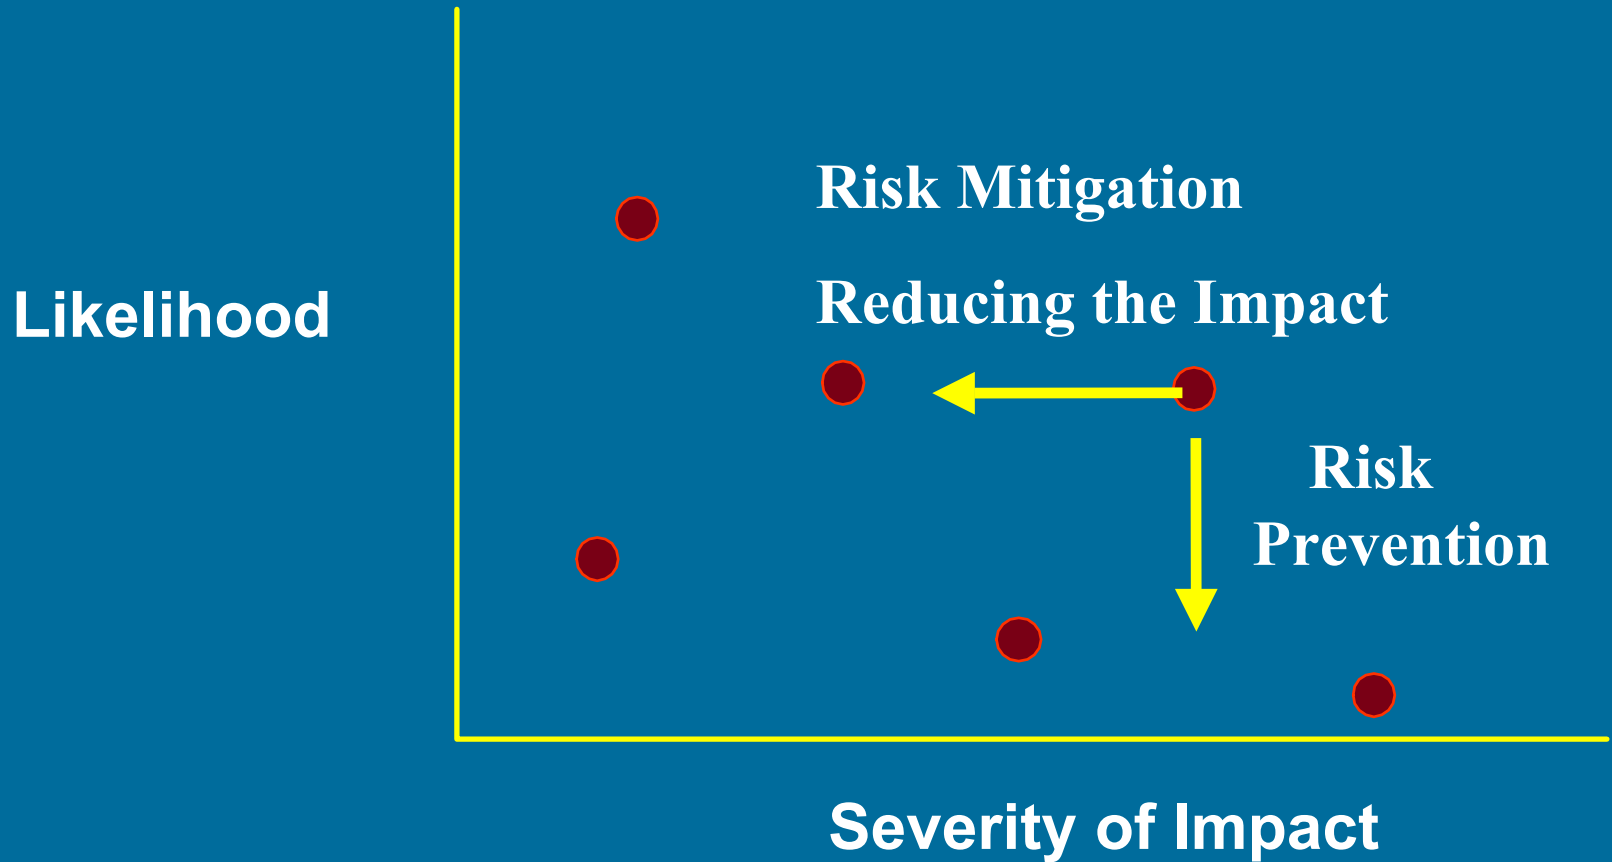 Risk Mitigation
Reducing the Impact
Likelihood
Risk
Prevention
Severity of Impact